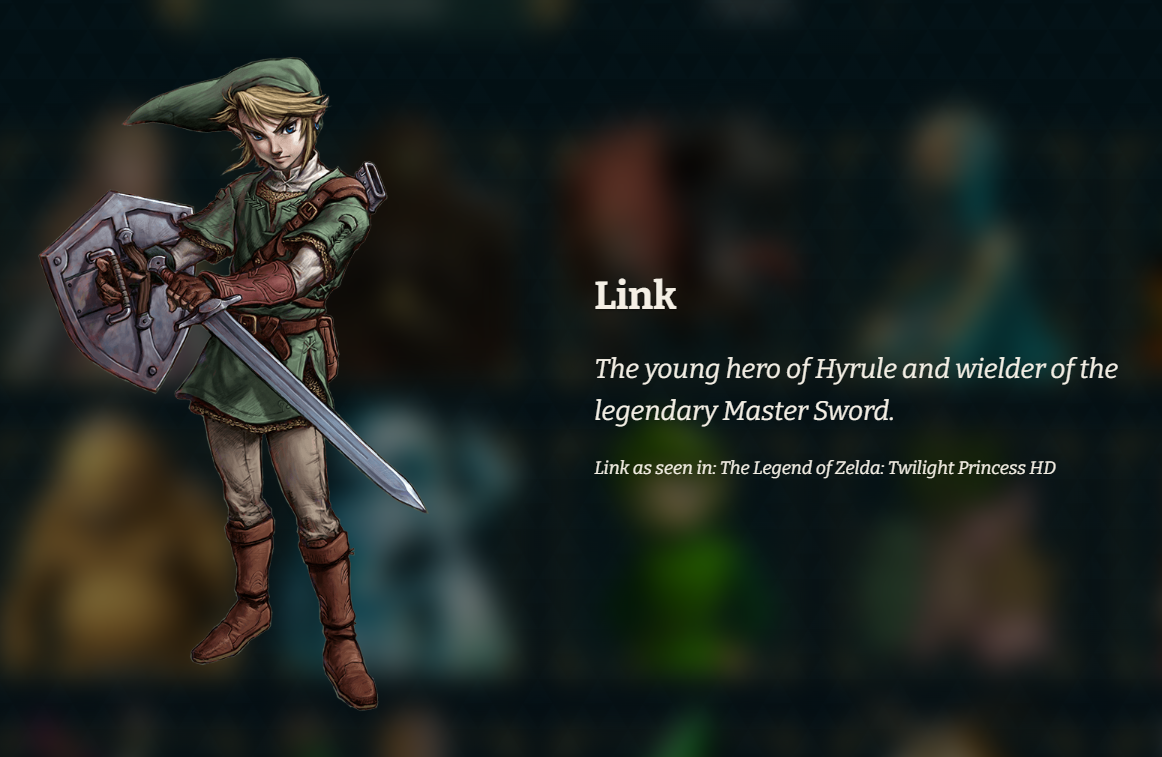 Link
The young hero of Hyrule and wielder of the
legendary Master Sword.
Link as seen in: The Legend of Zelda: Twilight Princess HD